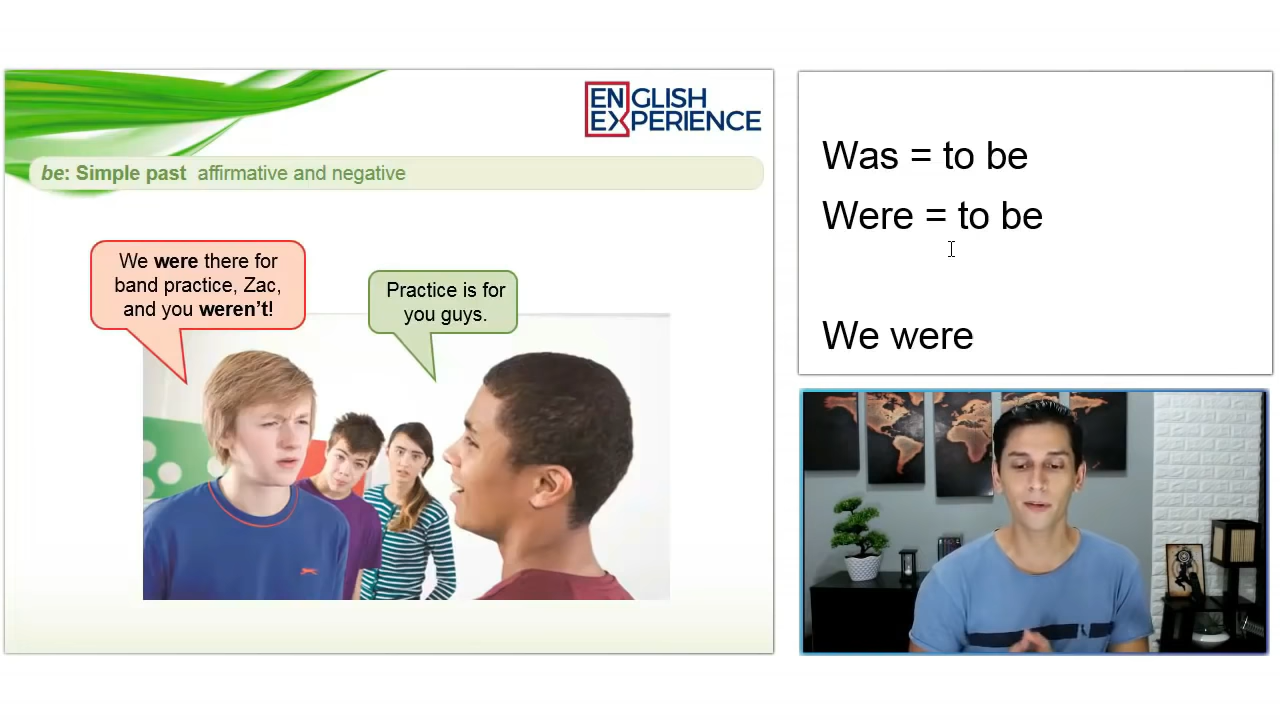 ENGLISH
EXPERIENCE
be: Simple past affirmative and negative
We were there for
band practice, Zac,
and you weren't!
Practice is for
you guys.
Was = to be
Were = to be
We were